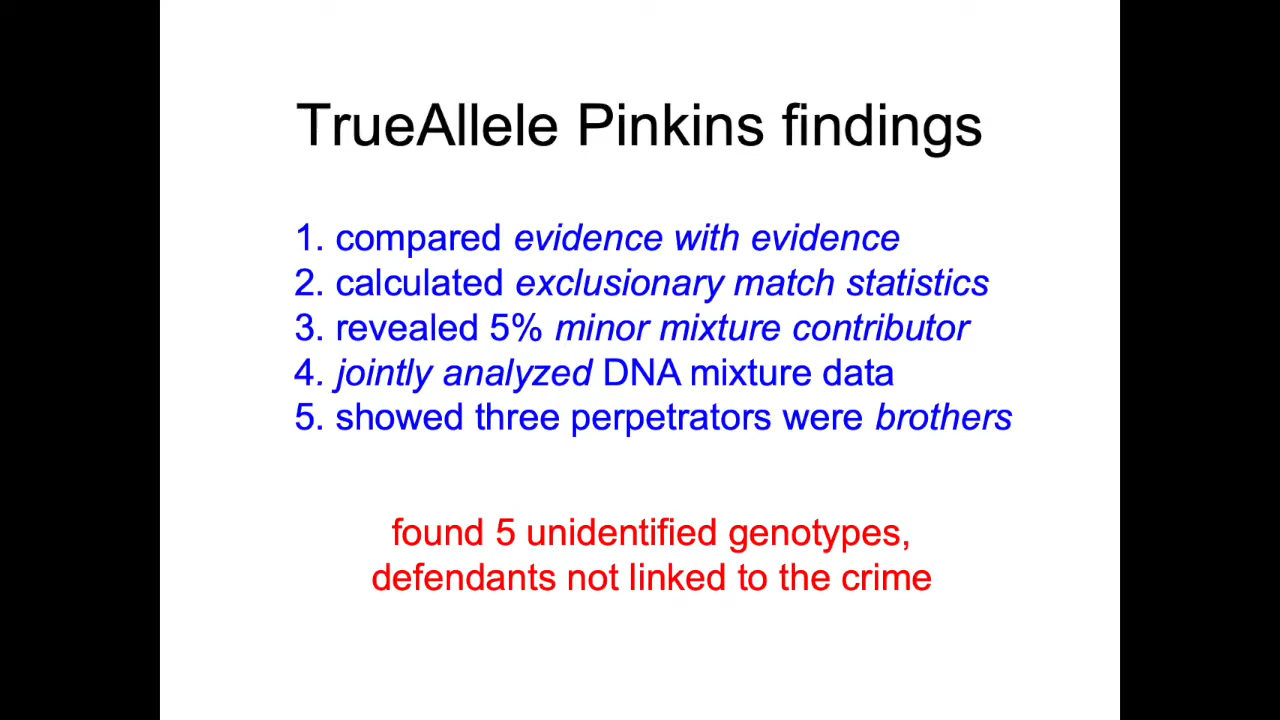 TrueAllele Pinkins findings
1. compared evidence with evidence
2. calculated exclusionary match statistics
3. revealed 5% minor mixture contributor
4. jointly analyzed DNA mixture data
5. showed three perpetrators were brothers
found 5 unidentified genotypes,
defendants not linked to the crime